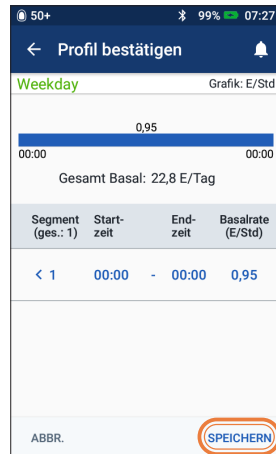 50+ 99% 07:27
Profil bestätigen
Weekday Grafik: E/Std
0,95
00:00 00:00
Gesamt Basal: 22,8 E/Tag
Segment Start- End- Basalrate
(ges.: 1) zeit zeit (E/Std)
< 1 00:00 - 00:00 0,95
ABBR. SPEICHERN